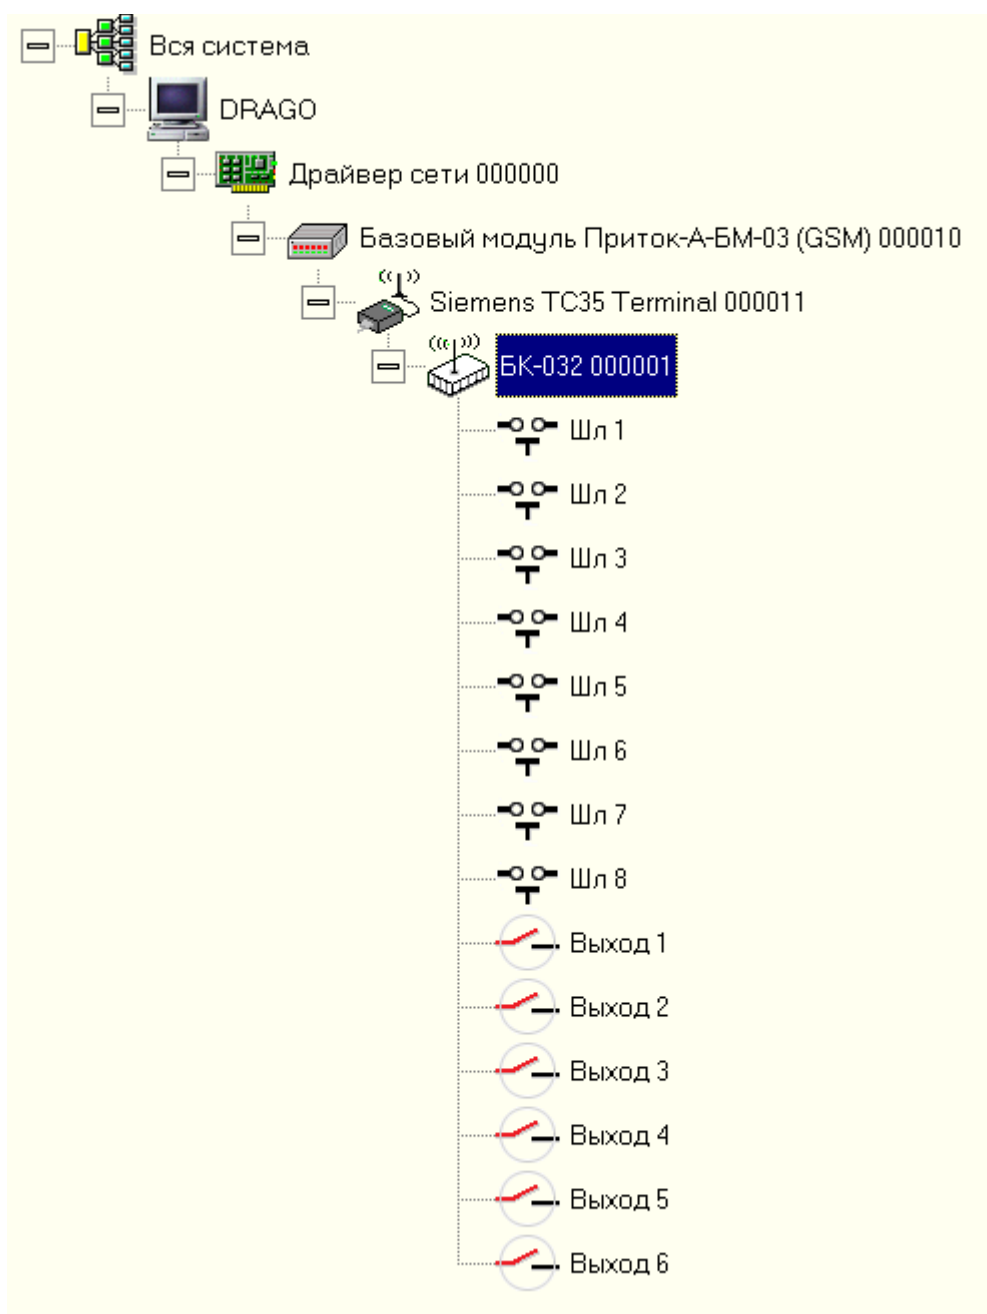 Вся система
DRAGO
Драйвер сети 000000
Базовый модуль Приток-А-БМ-03 (GSM) 000010
Siemens TC35 Terminal 000011
БК-032 000001
Шл 1
Шл 2
Шл 3
Шл 4
Шл 5
Шл 6
Шл 7
Шл 8
Выход 1
Выход 2
Выход 3
Выход 4
Выход 5
Выход 6